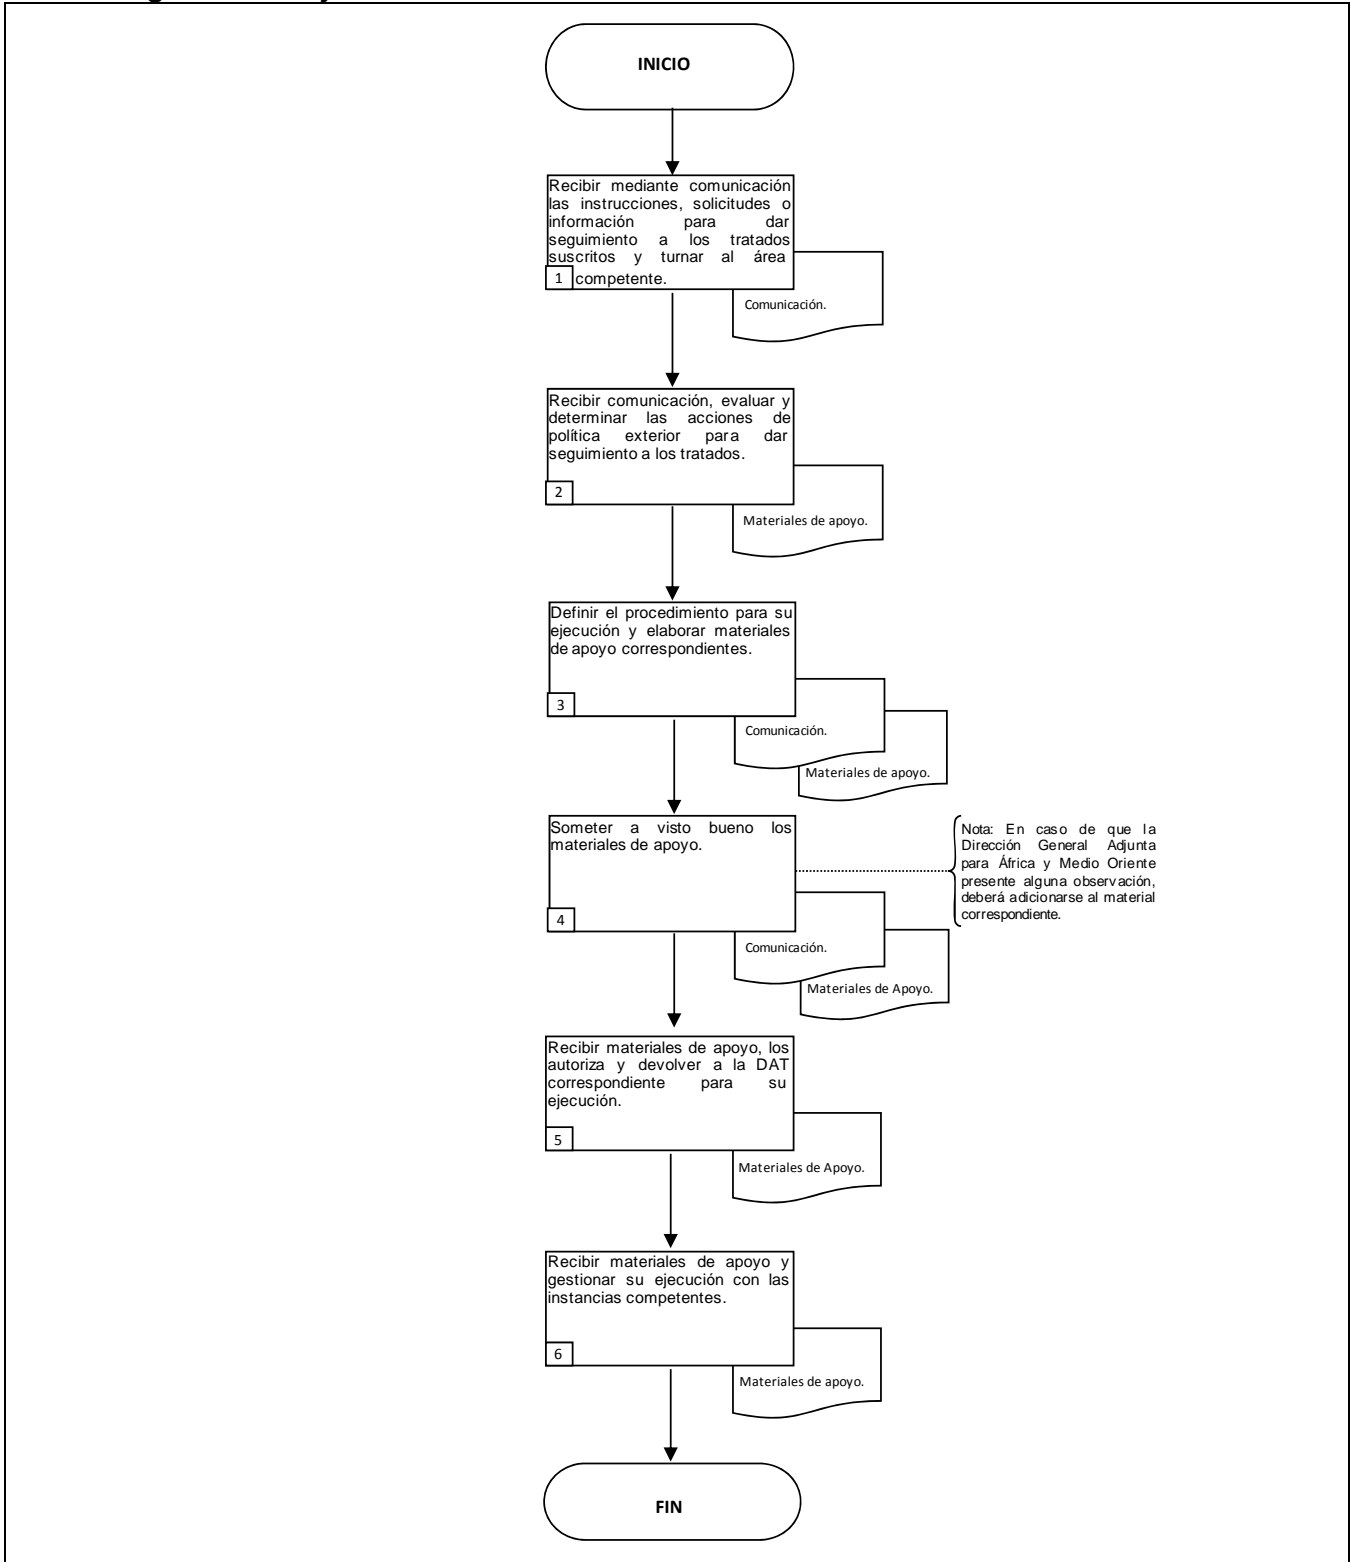 INICIO
Recibir mediante comunicación
las instrucciones, solicitudes o
información para dar
seguimiento a los tratados
suscritos y turnar al área
1 competente.
Comunicación.
Recibir comunicación, evaluar y
determinar las acciones de
política exterior para dar
seguimiento a los tratados.
2
Materiales de apoyo.
Definir el procedimiento para su
ejecución y elaborar materiales
de apoyo correspondientes.
3
Comunicación.
Materiales de apoyo.
Someter a visto bueno los
materiales de apoyo.
4
Nota: En caso de que la
Dirección General Adjunta
para África y Medio Oriente
presente alguna observación,
deberá adicionarse al material
correspondiente.
Comunicación.
Materiales de Apoyo.
Recibir materiales de apoyo, los
autoriza y devolver a la DAT
correspondiente para su
ejecución.
5
Materiales de Apoyo.
Recibir materiales de apoyo y
gestionar su ejecución con las
instancias competentes.
6
Materiales de apoyo.
FIN